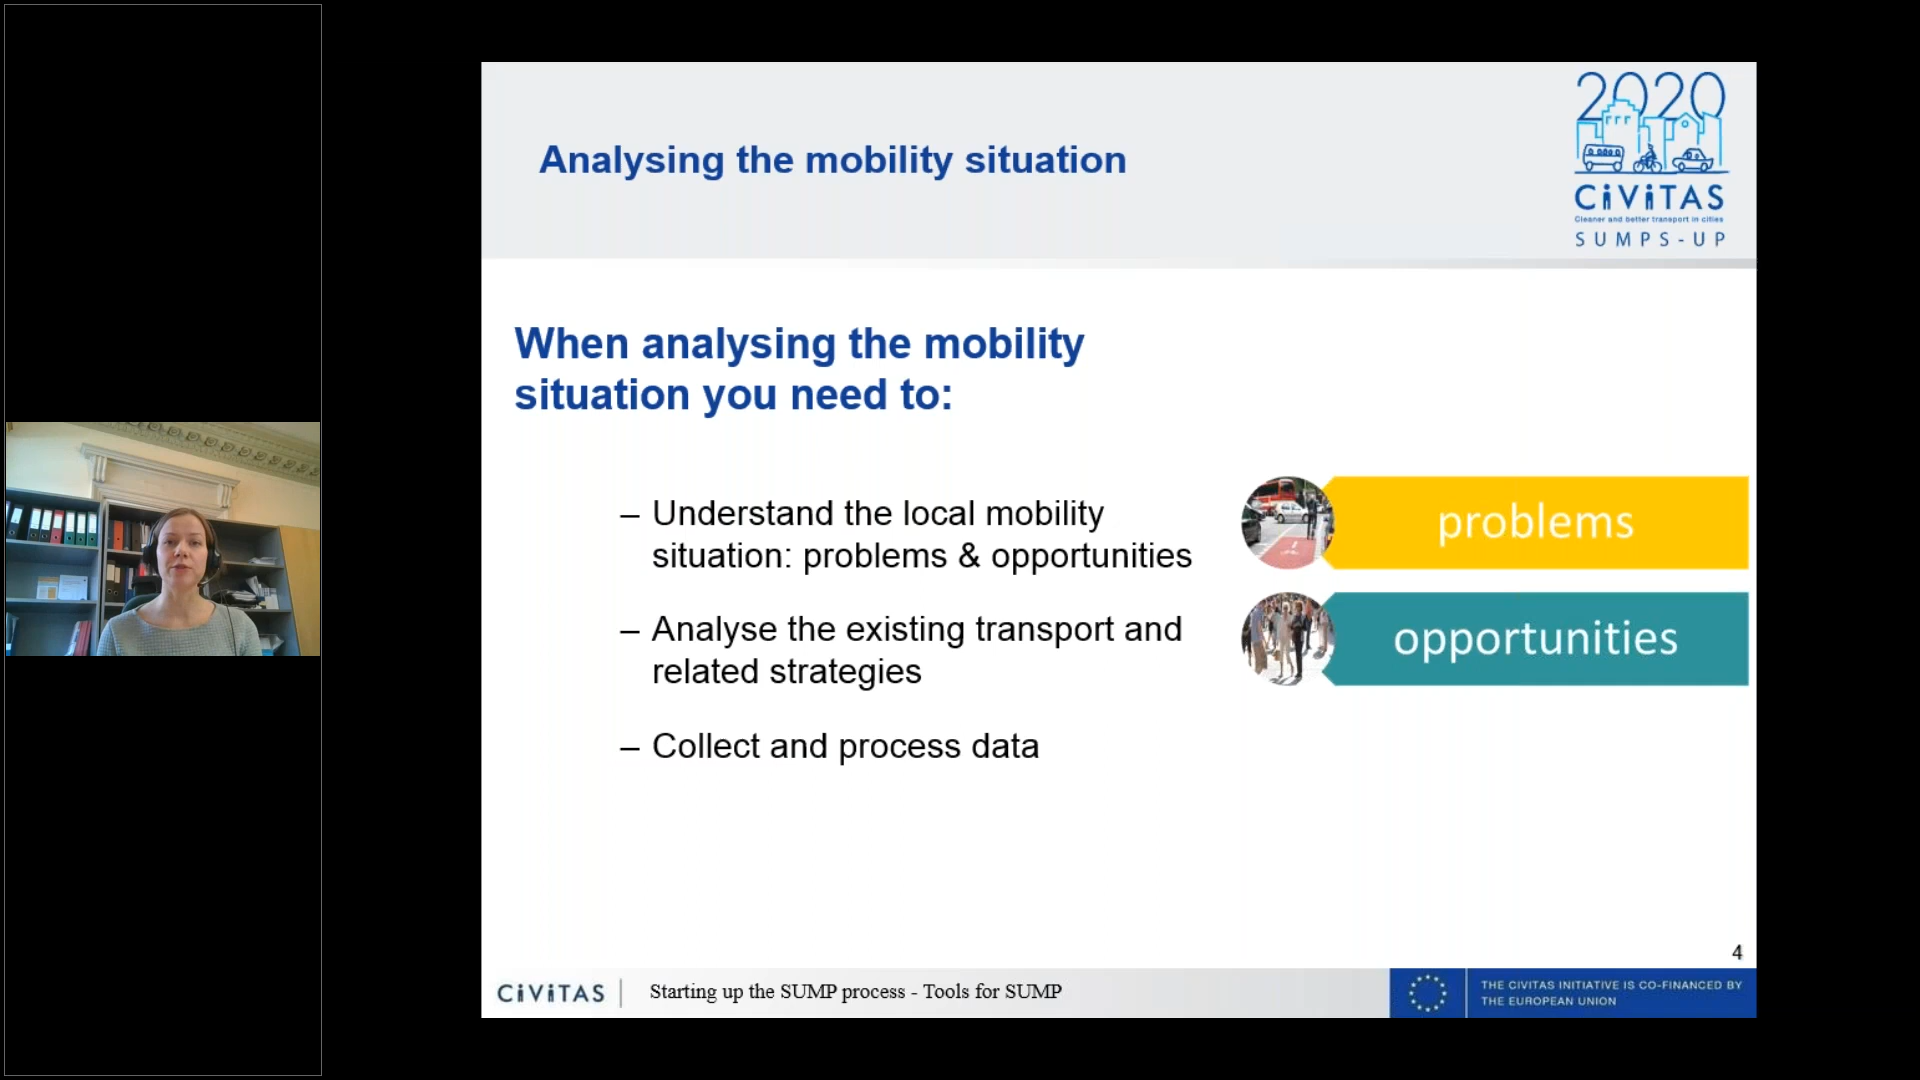 Analysing the mobility situation
2020
CiViTAS
Cleaner and better transport in cities
SUMPS-UP
When analysing the mobility
situation you need to:
– Understand the local mobility
situation: problems & opportunities
– Analyse the existing transport and
related strategies
– Collect and process data
problems
opportunities
4
CiViTAS
Starting up the SUMP process - Tools for SUMP
THE CIVITAS INITIATIVE IS CO-FINANCED BY
THE EUROPEAN UNION